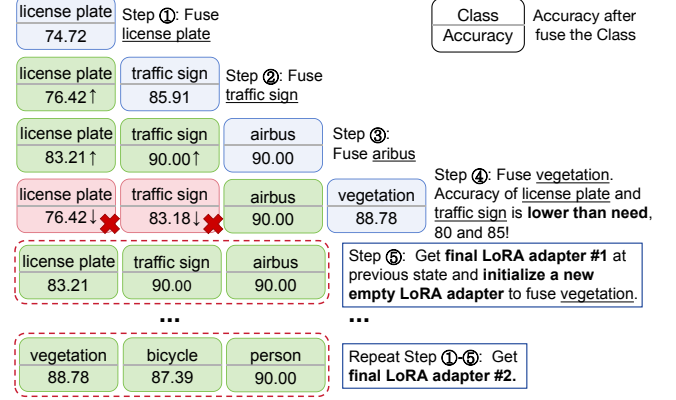 license plate
74.72
Step ①: Fuse
license plate
Class
Accuracy
Accuracy after
fuse the Class
license plate
76.42↑
traffic sign
85.91
Step ②: Fuse
traffic sign
license plate
83.21↑
traffic sign
90.00↑
airbus
90.00
Step ③:
Fuse aribus
license plate
76.42↓
traffic sign
83.18↓
airbus
90.00
vegetation
88.78
Step ④: Fuse vegetation.
Accuracy of license plate and
traffic sign is lower than need,
80 and 85!
license plate
83.21
traffic sign
90.00
airbus
90.00
Step ⑤: Get final LoRA adapter #1 at
previous state and initialize a new
empty LoRA adapter to fuse vegetation.
...
...
vegetation
88.78
bicycle
87.39
person
90.00
Repeat Step ①-⑤: Get
final LoRA adapter #2.